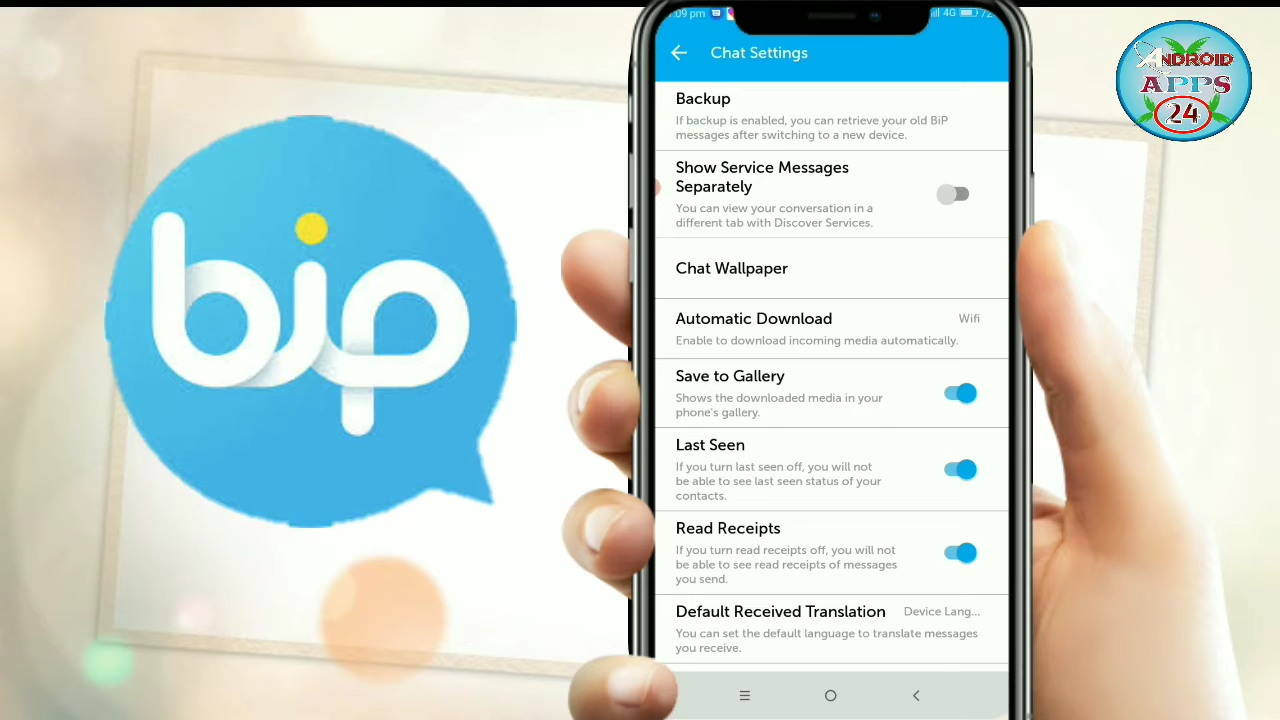 :09 pm
4G
72
Chat Settings
ANDROID
APPS
24
bip
Backup
If backup is enabled, you can retrieve your old BiP
messages after switching to a new device.
Show Service Messages
Separately
You can view your conversation in a
different tab with Discover Services.
Chat Wallpaper
Automatic Download
Wifi
Enable to download incoming media automatically.
Save to Gallery
Shows the downloaded media in your
phone's gallery.
Last Seen
If you turn last seen off, you will not
be able to see last seen status of your
contacts.
Read Receipts
If you turn read receipts off, you will not
be able to see read receipts of messages
you send.
Default Received Translation
Device Lang...
You can set the default language to translate messages
you receive.